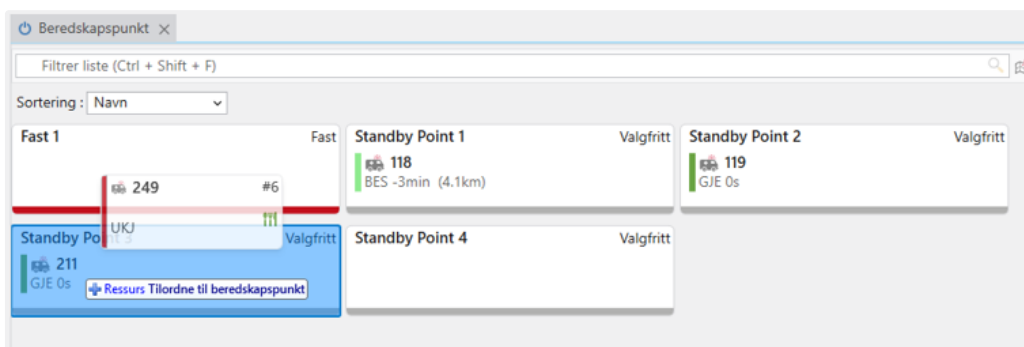 Beredskapspunkt
Filtrer liste (Ctrl + Shift + F)
Sortering : Navn
Fast 1 Fast
249 #6
UKJ
Standby Point 1 Valgfritt
118
BES -3min (4.1km)
Standby Point 2 Valgfritt
119
GJE 0s
Standby Point 3 Valgfritt
211
GJE 0s
Ressurs Tilordne til beredskapspunkt
Standby Point 4 Valgfritt